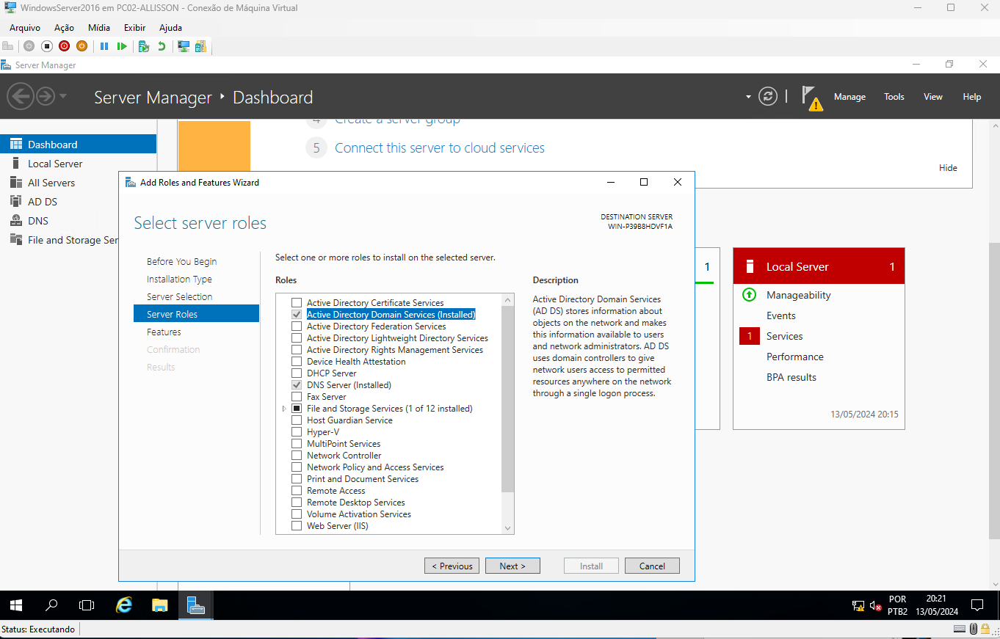 WindowsServer2016 em PC02-ALLISSON - Conexão de Máquina Virtual
Arquivo Ação Mídia Exibir Ajuda
Server Manager
Server Manager Dashboard
Manage Tools View Help
4 Create a server group
5 Connect this server to cloud services
Hide
Dashboard
Local Server
All Servers
AD DS
DNS
File and Storage Ser
Add Roles and Features Wizard
Select server roles
DESTINATION SERVER
WIN-P39B8HDVF1A
Before You Begin
Installation Type
Server Selection
Server Roles
Features
Confirmation
Results
Select one or more roles to install on the selected server.
Roles
Active Directory Certificate Services
Active Directory Domain Services (Installed)
Active Directory Federation Services
Active Directory Lightweight Directory Services
Active Directory Rights Management Services
Device Health Attestation
DHCP Server
DNS Server (Installed)
Fax Server
File and Storage Services (1 of 12 installed)
Host Guardian Service
Hyper-V
MultiPoint Services
Network Controller
Network Policy and Access Services
Print and Document Services
Remote Access
Remote Desktop Services
Volume Activation Services
Web Server (IIS)
Description
Active Directory Domain Services
(AD DS) stores information about
objects on the network and makes
this information available to users
and network administrators. AD DS
uses domain controllers to give
network users access to permitted
resources anywhere on the network
through a single logon process.
< Previous Next > Install Cancel
1
Local Server 1
Manageability
Events
1 Services
Performance
BPA results
13/05/2024 20:15
POR
PTB2
20:21
13/05/2024
Status: Executando